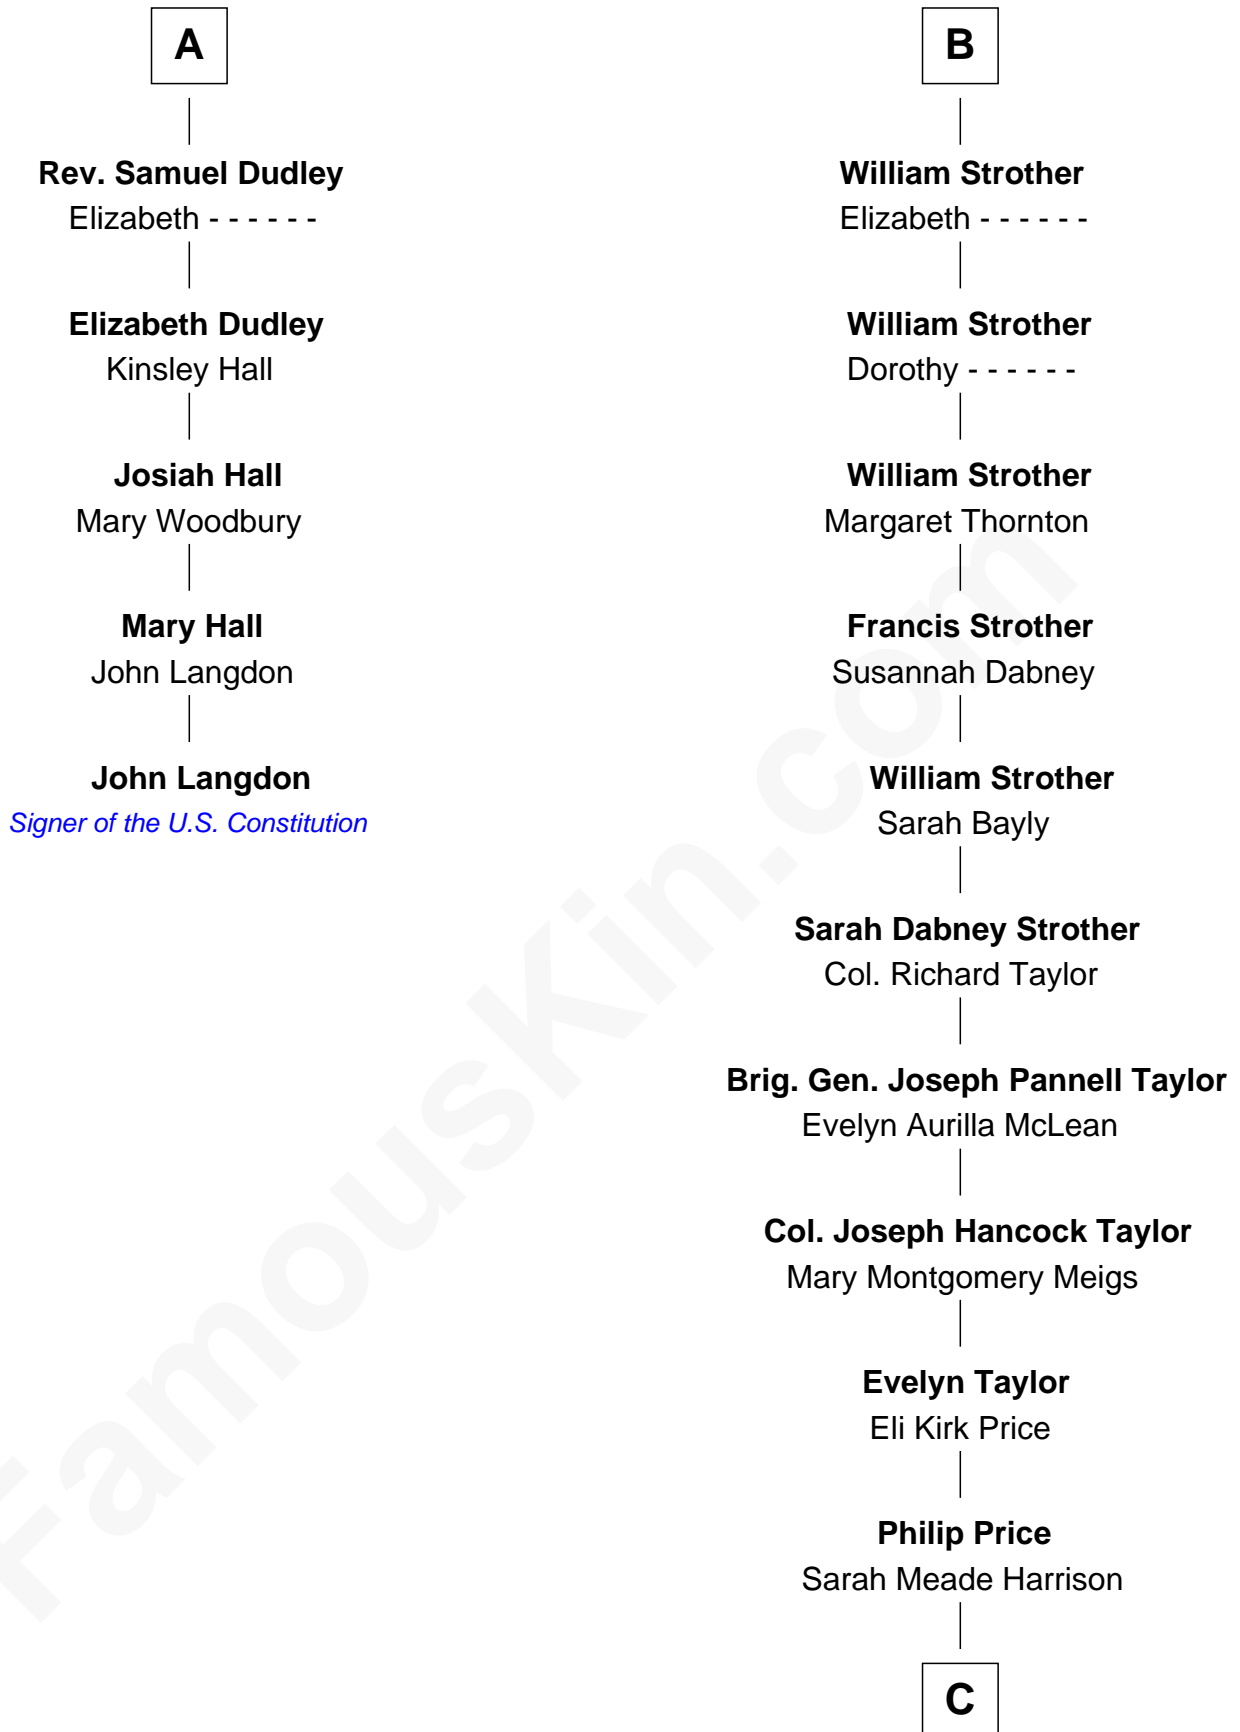 A
Rev. Samuel Dudley
Elizabeth - - - - - -
Elizabeth Dudley
Kinsley Hall
Josiah Hall
Mary Woodbury
Mary Hall
John Langdon
John Langdon
Signer of the U.S. Constitution
B
William Strother
Elizabeth - - - - - -
William Strother
Dorothy - - - - - -
William Strother
Margaret Thornton
Francis Strother
Susannah Dabney
William Strother
Sarah Bayly
Sarah Dabney Strother
Col. Richard Taylor
Brig. Gen. Joseph Pannell Taylor
Evelyn Aurilla McLean
Col. Joseph Hancock Taylor
Mary Montgomery Meigs
Evelyn Taylor
Eli Kirk Price
Philip Price
Sarah Meade Harrison
C
FamousKin.com